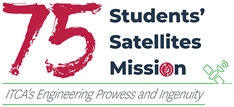 75 Students'
Satellites
Mission
ITCA's Engineering Prowess and Ingenuity